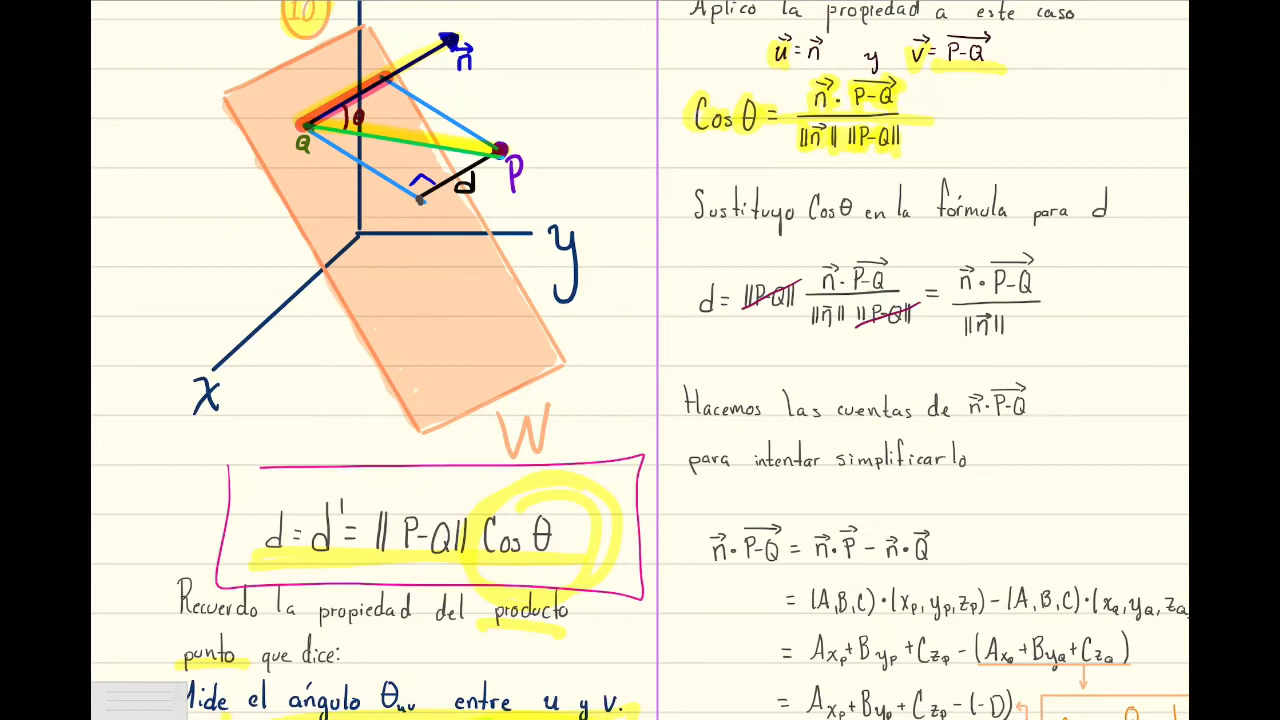 10
n⃗
θ
Q
P
d
y
x
W
d = d' = || P-Q || Cos θ
Recuerdo la propiedad del producto
punto que dice:
Mide el ángulo θuv entre u y v.
Aplico la propiedad a este caso
u⃗ = n⃗ y v⃗ = P-Q⃗
Cos θ = n⃗ · P-Q⃗ / ||n⃗|| ||P-Q||
Sustituyo Cosθ en la fórmula para d
d = ||P-Q|| n⃗ · P-Q⃗ / ||n⃗|| ||P-Q|| = n⃗ · P-Q⃗ / ||n⃗||
Hacemos las cuentas de n⃗ · P-Q⃗
para intentar simplificarlo
n⃗ · P-Q⃗ = n⃗ · P⃗ - n⃗ · Q⃗
= (A,B,C) · (xP, yP, zP) - (A,B,C) · (xQ, yQ, zQ
= AxP + ByP + CzP - (AxQ + ByQ + CzQ)
= AxP + ByP + CzP - (-D)